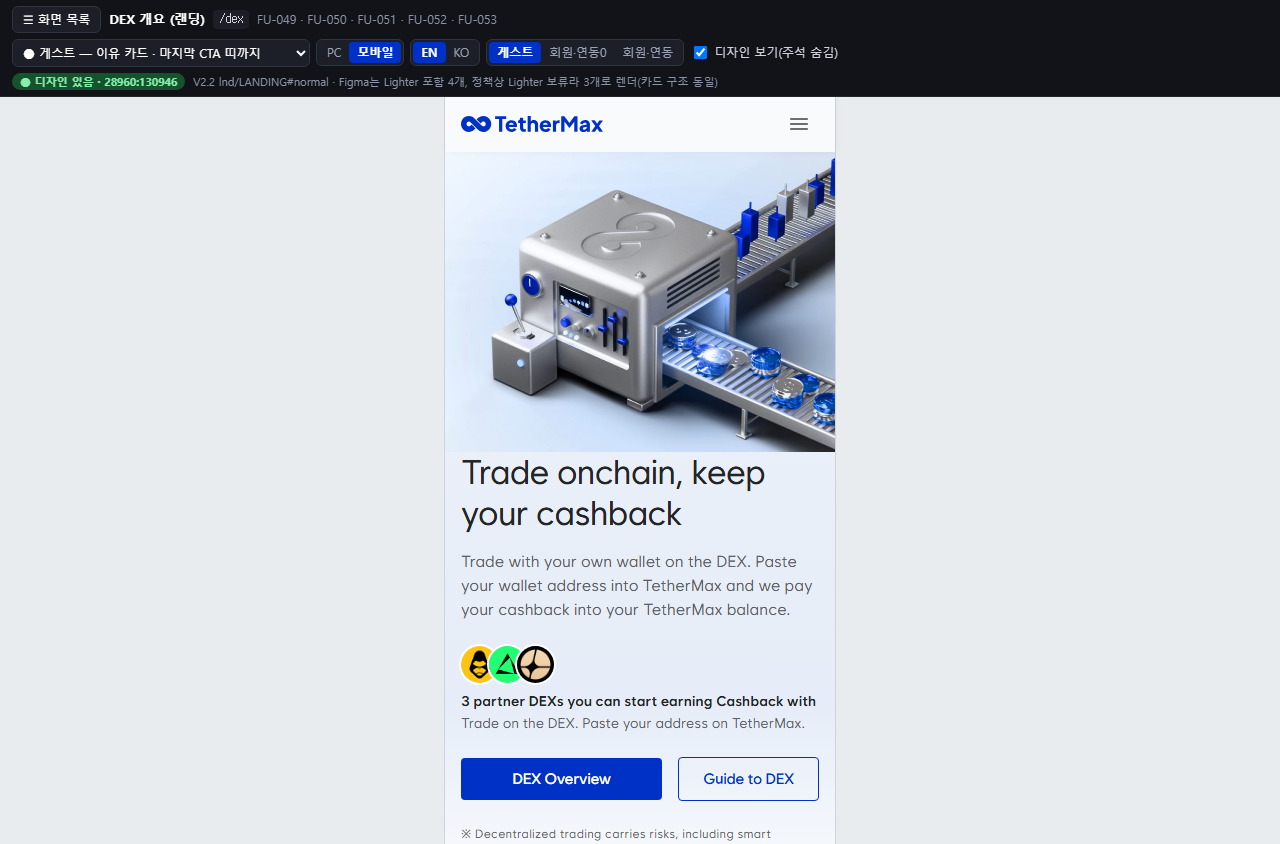 ☰ 화면 목록 DEX 개요 (랜딩) /dex FU-049 · FU-050 · FU-051 · FU-052 · FU-053
● 게스트 — 이유 카드 · 마지막 CTA 띠까지 PC 모바일 EN KO 게스트 회원·연동0 회원·연동 디자인 보기(주석 숨김)
● 디자인 있음 · 28960:130946 V2.2 lnd/LANDING#normal · Figma는 Lighter 포함 4개, 정책상 Lighter 보류라 3개로 렌더(카드 구조 동일)
TetherMax
Trade onchain, keep
your cashback
Trade with your own wallet on the DEX. Paste
your wallet address into TetherMax and we pay
your cashback into your TetherMax balance.
3 partner DEXs you can start earning Cashback with
Trade on the DEX. Paste your address on TetherMax.
DEX Overview Guide to DEX
※ Decentralized trading carries risks, including smart